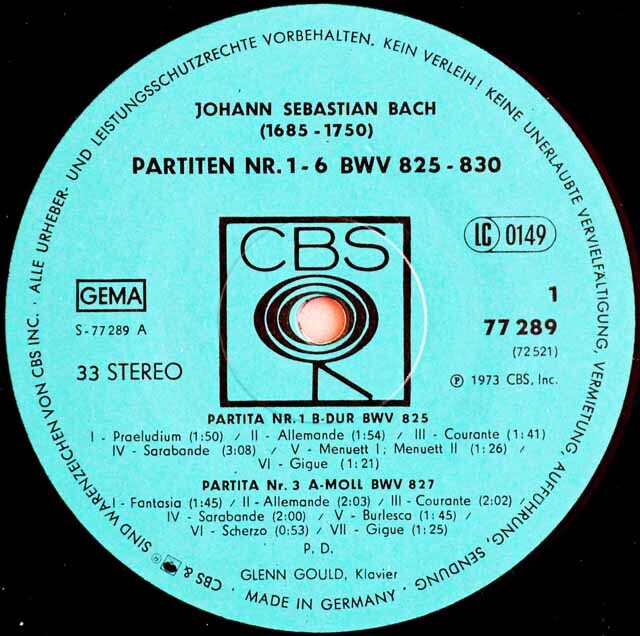 ALLE URHEBER- UND LEISTUNGSSCHUTZRECHTE VORBEHALTEN. KEIN VERLEIH! KEINE UNERLAUBTE VERVIELFÄLTIGUNG, VERMIETUNG, AUFFÜHRUNG, SENDUNG
JOHANN SEBASTIAN BACH
(1685 - 1750)
PARTITEN NR. 1 - 6 BWV 825 - 830
CBS
LC 0149
GEMA
S - 77 289 A
33 STEREO
1
77 289
(72 521)
Ⓟ 1973 CBS, Inc.
PARTITA NR. 1 B-DUR BWV 825
I - Praeludium (1:50) / II - Allemande (1:54) / III - Courante (1:41)
IV - Sarabande (3:08) / V - Menuett I; Menuett II (1:26) /
VI - Gigue (1:21)
PARTITA Nr. 3 A-MOLL BWV 827
I - Fantasia (1:45) / II - Allemande (2:03) / III - Courante (2:02) /
IV - Sarabande (2:00) / V - Burlesca (1:45) /
VI - Scherzo (0:53) / VII - Gigue (1:25)
P. D.
GLENN GOULD, Klavier
CBS & ® SIND WARENZEICHEN VON CBS INC. ·
· MADE IN GERMANY ·